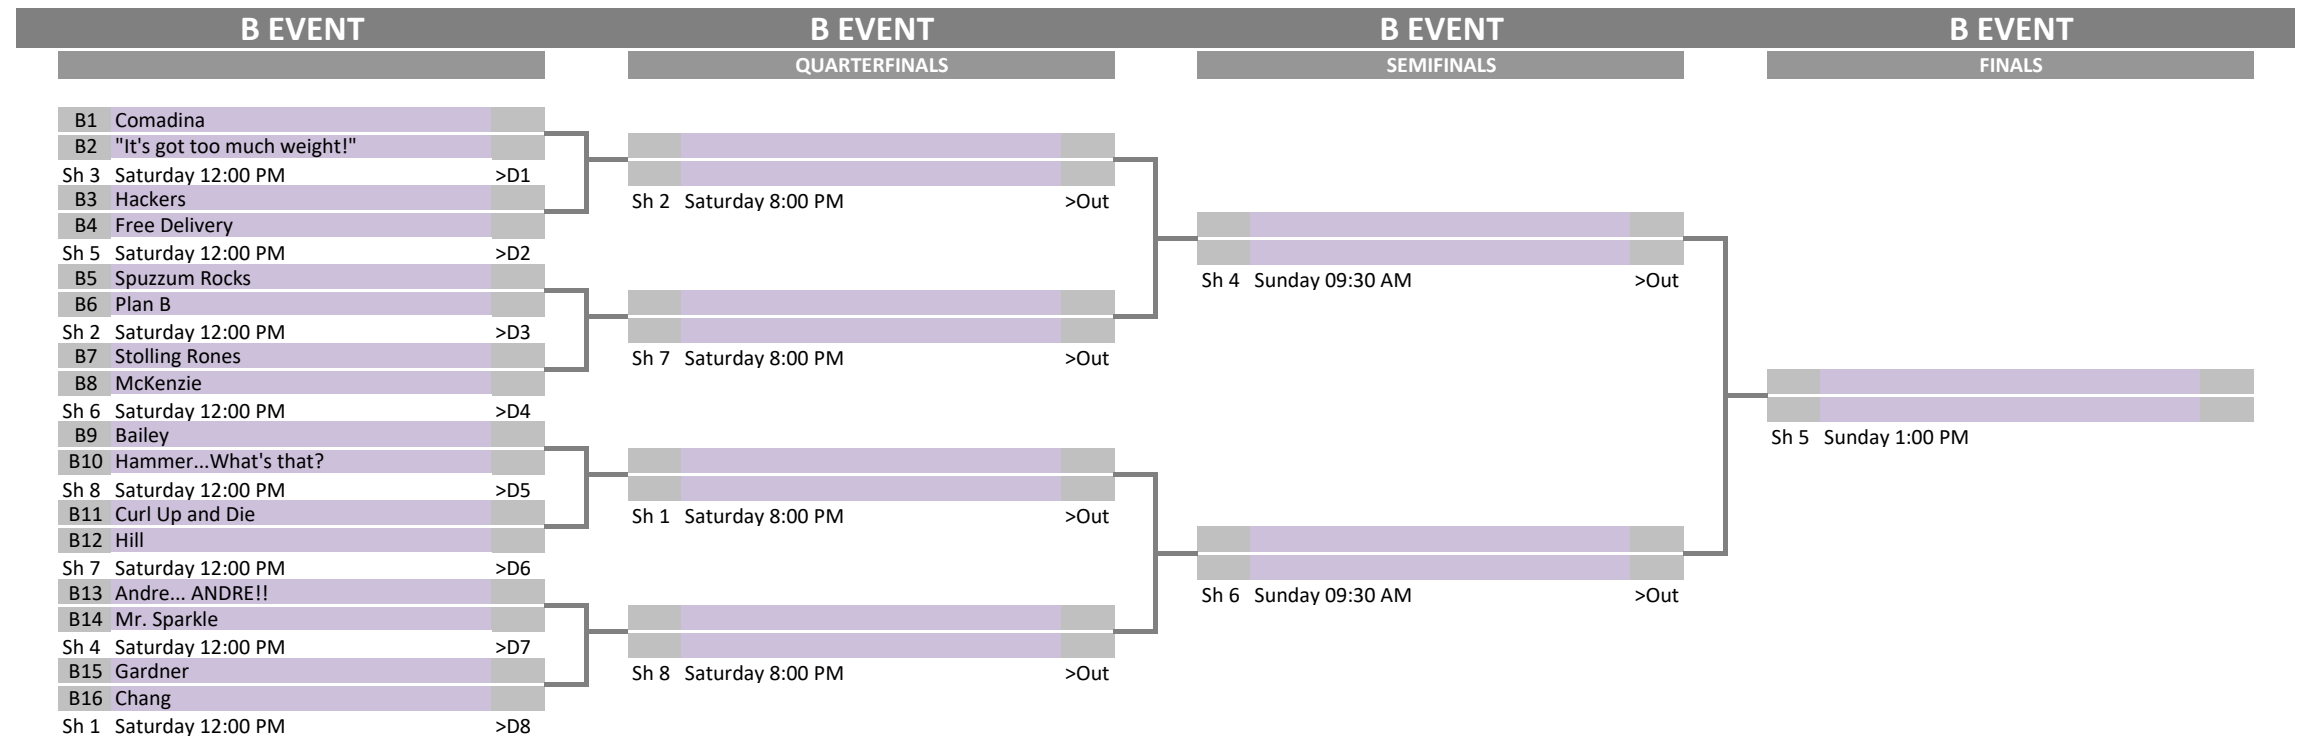 B EVENT B EVENT B EVENT B EVENT
QUARTERFINALS SEMIFINALS FINALS
B1 Comadina
B2 "It's got too much weight!"
Sh 3 Saturday 12:00 PM >D1
B3 Hackers
B4 Free Delivery
Sh 5 Saturday 12:00 PM >D2
B5 Spuzzum Rocks
B6 Plan B
Sh 2 Saturday 12:00 PM >D3
B7 Stolling Rones
B8 McKenzie
Sh 6 Saturday 12:00 PM >D4
B9 Bailey
B10 Hammer...What's that?
Sh 8 Saturday 12:00 PM >D5
B11 Curl Up and Die
B12 Hill
Sh 7 Saturday 12:00 PM >D6
B13 Andre... ANDRE!!
B14 Mr. Sparkle
Sh 4 Saturday 12:00 PM >D7
B15 Gardner
B16 Chang
Sh 1 Saturday 12:00 PM >D8
Sh 2 Saturday 8:00 PM >Out
Sh 7 Saturday 8:00 PM >Out
Sh 1 Saturday 8:00 PM >Out
Sh 8 Saturday 8:00 PM >Out
Sh 4 Sunday 09:30 AM >Out
Sh 6 Sunday 09:30 AM >Out
Sh 5 Sunday 1:00 PM